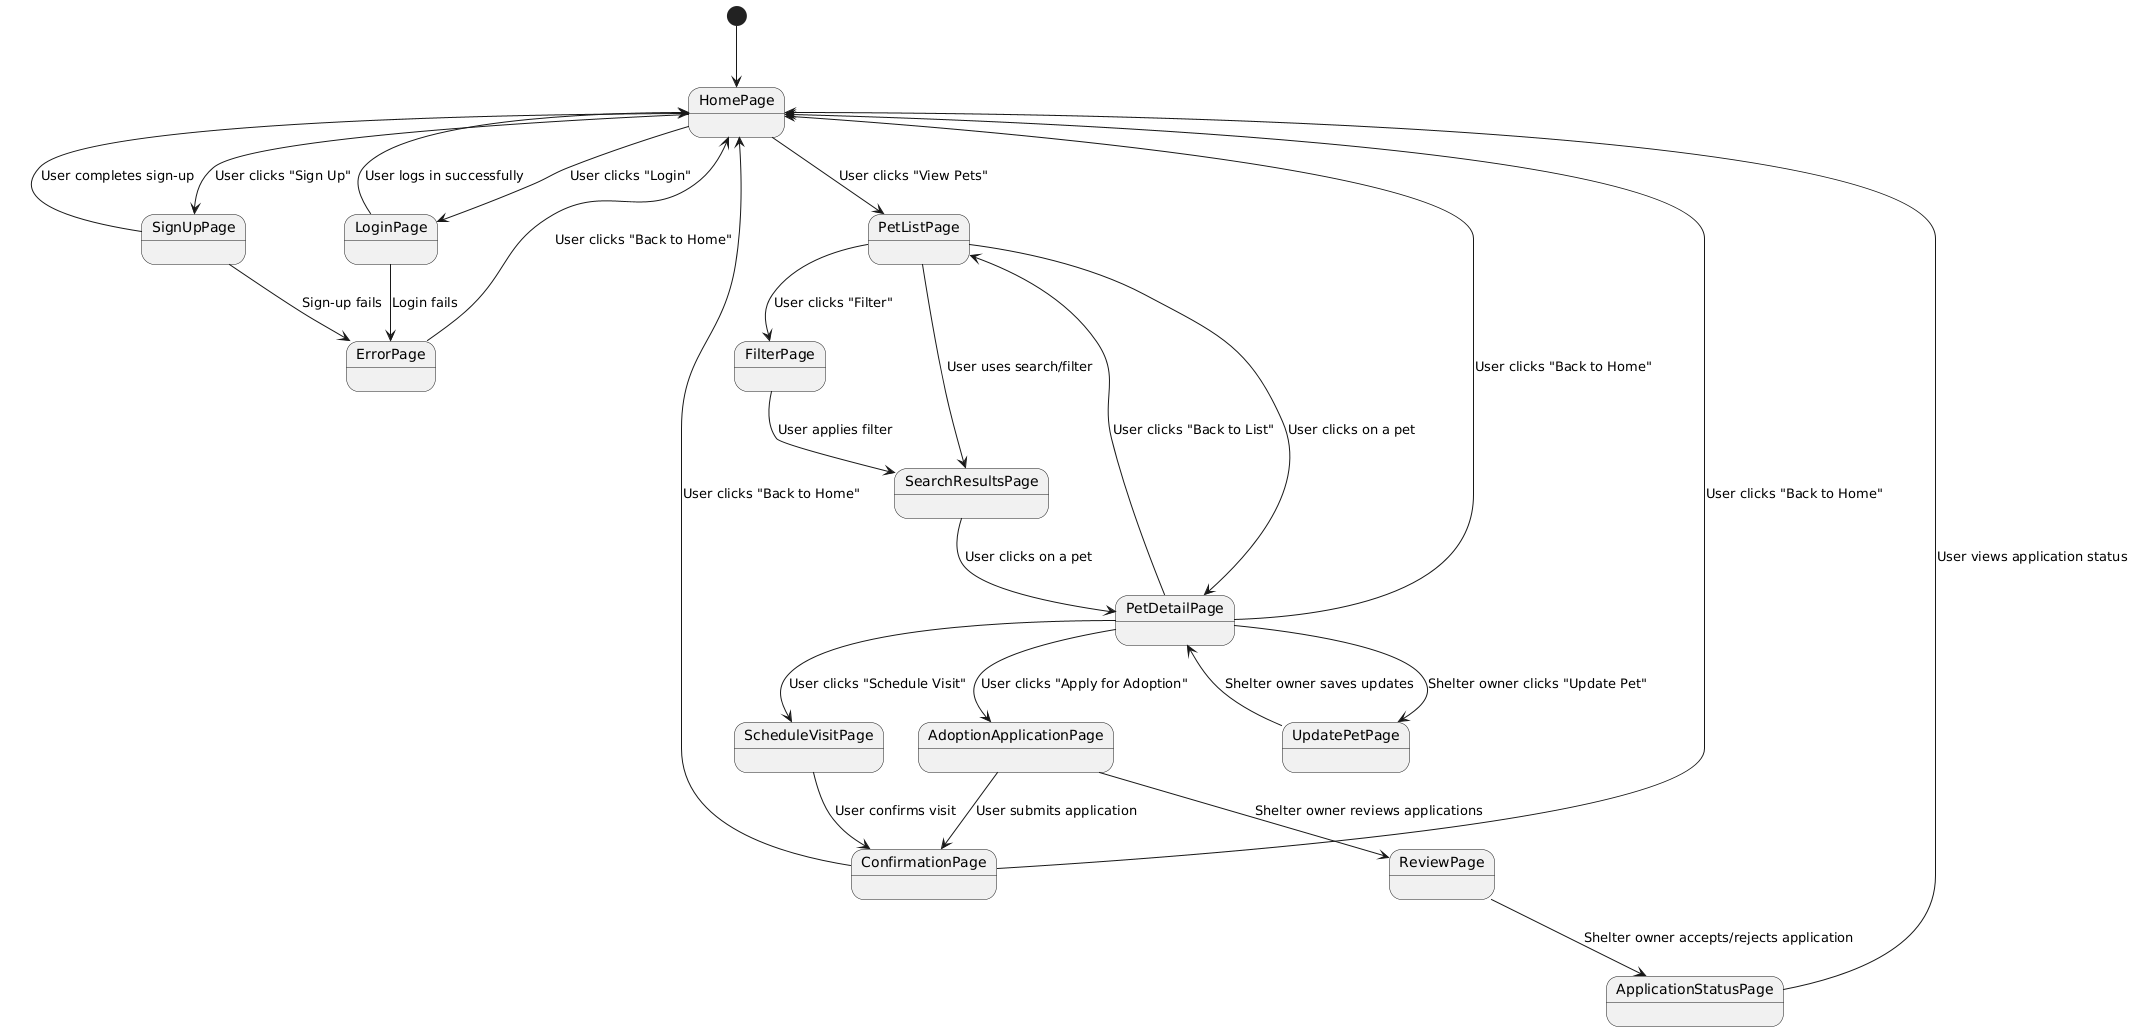 HomePage
User completes sign-up
User clicks "Sign Up"
User logs in successfully
User clicks "Login"
User clicks "View Pets"
SignUpPage
LoginPage
PetListPage
User clicks "Back to Home"
Sign-up fails
Login fails
User clicks "Filter"
ErrorPage
FilterPage
User uses search/filter
User clicks "Back to Home"
User applies filter
User clicks "Back to List"
User clicks on a pet
SearchResultsPage
User clicks "Back to Home"
User clicks "Back to Home"
User clicks on a pet
User views application status
PetDetailPage
User clicks "Schedule Visit"
User clicks "Apply for Adoption"
Shelter owner saves updates
Shelter owner clicks "Update Pet"
ScheduleVisitPage
AdoptionApplicationPage
UpdatePetPage
User confirms visit
User submits application
Shelter owner reviews applications
ConfirmationPage
ReviewPage
Shelter owner accepts/rejects application
ApplicationStatusPage